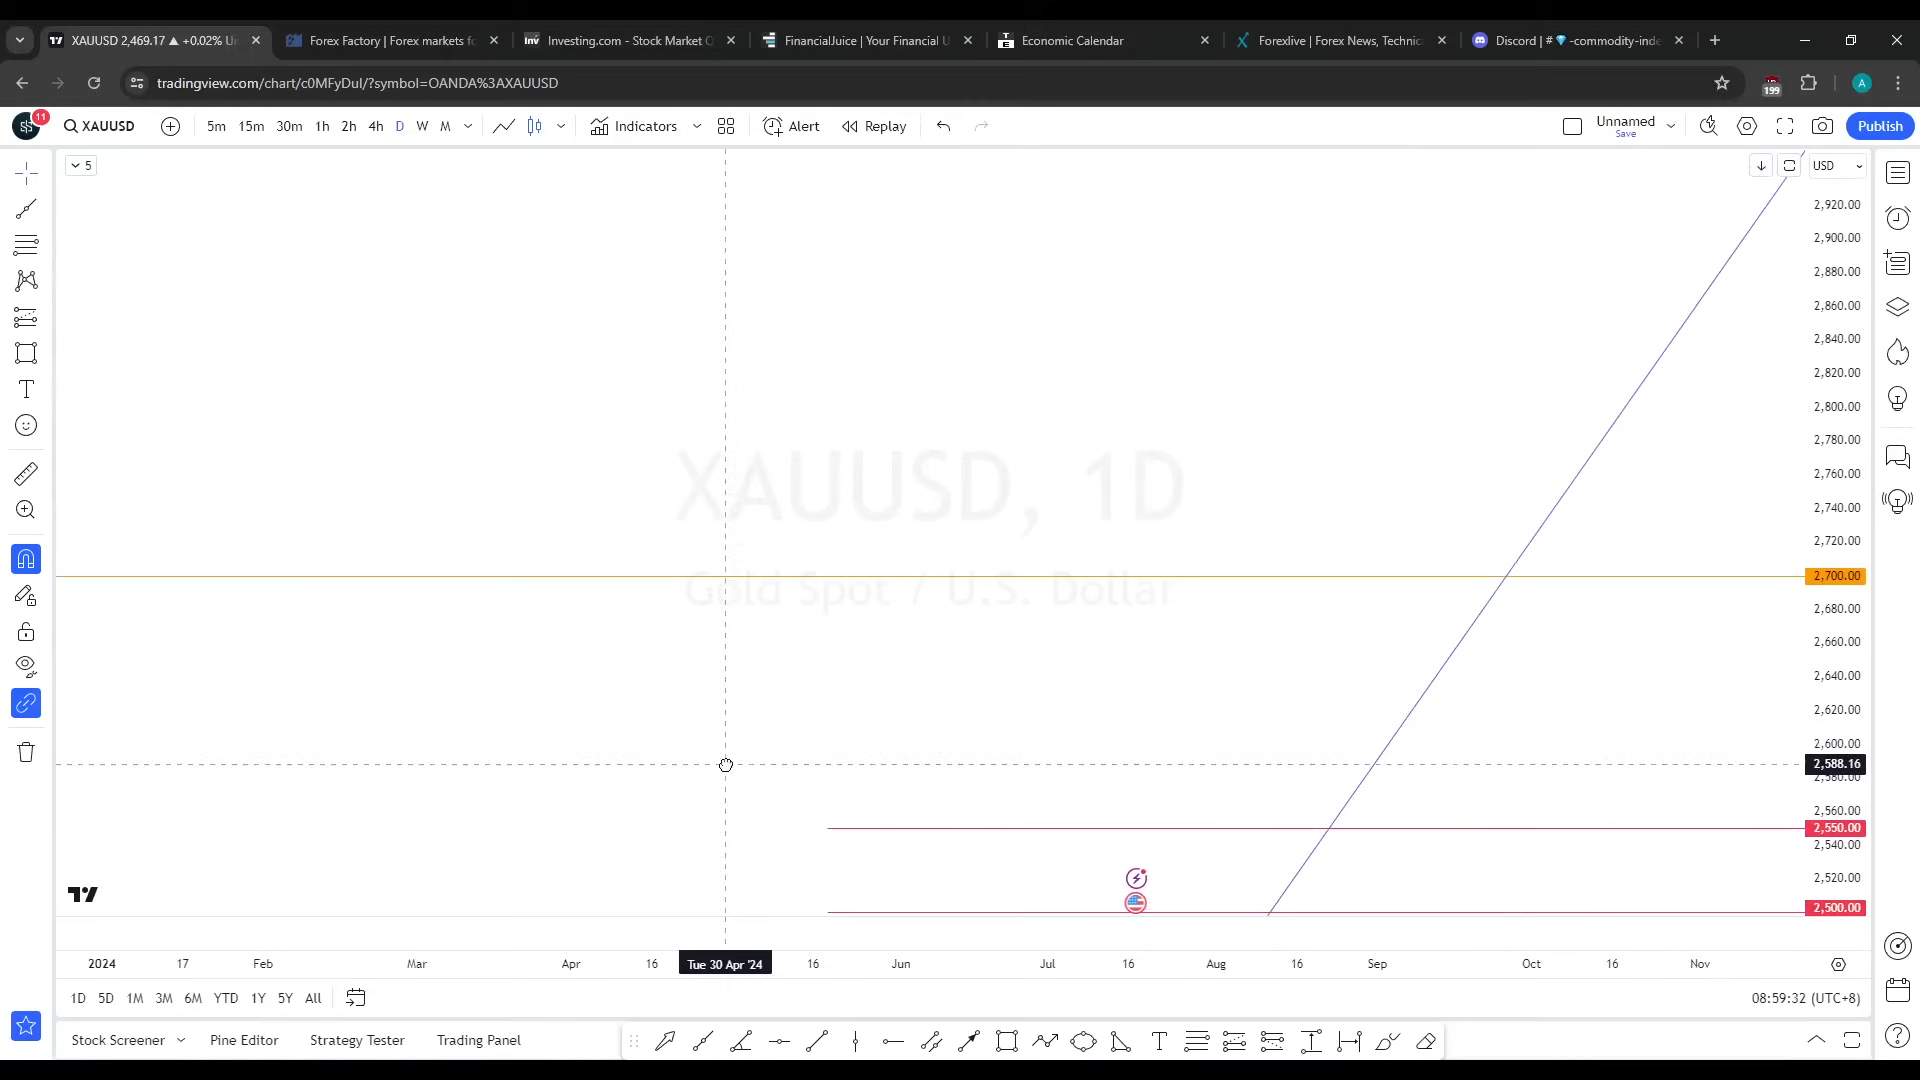 XAUUSD 2,469.17 ▲ +0.02% U
Forex Factory | Forex markets fo
Investing.com - Stock Market O
FinancialJuice | Your Financial
Economic Calendar
Forexlive | Forex News, Technic
Discord | # 💎 -commodity-inde
tradingview.com/chart/c0MFyDul/?symbol=OANDA%3AXAUUSD
199
A
11
XAUUSD
5m 15m 30m 1h 2h 4h D W M
Indicators
Alert
Replay
Unnamed
Save
Publish
5
USD
2,920.00
2,900.00
2,880.00
2,860.00
2,840.00
2,820.00
2,800.00
2,780.00
2,760.00
2,740.00
2,720.00
2,700.00
2,680.00
2,660.00
2,640.00
2,620.00
2,600.00
2,588.16
2,580.00
2,560.00
2,550.00
2,540.00
2,520.00
2,500.00
XAUUSD, 1D
Gold Spot / U.S. Dollar
2024 17 Feb Mar Apr 16 Tue 30 Apr '24 16 Jun Jul 16 Aug 16 Sep Oct 16 Nov
1D 5D 1M 3M 6M YTD 1Y 5Y All
08:59:32 (UTC+8)
Stock Screener
Pine Editor
Strategy Tester
Trading Panel